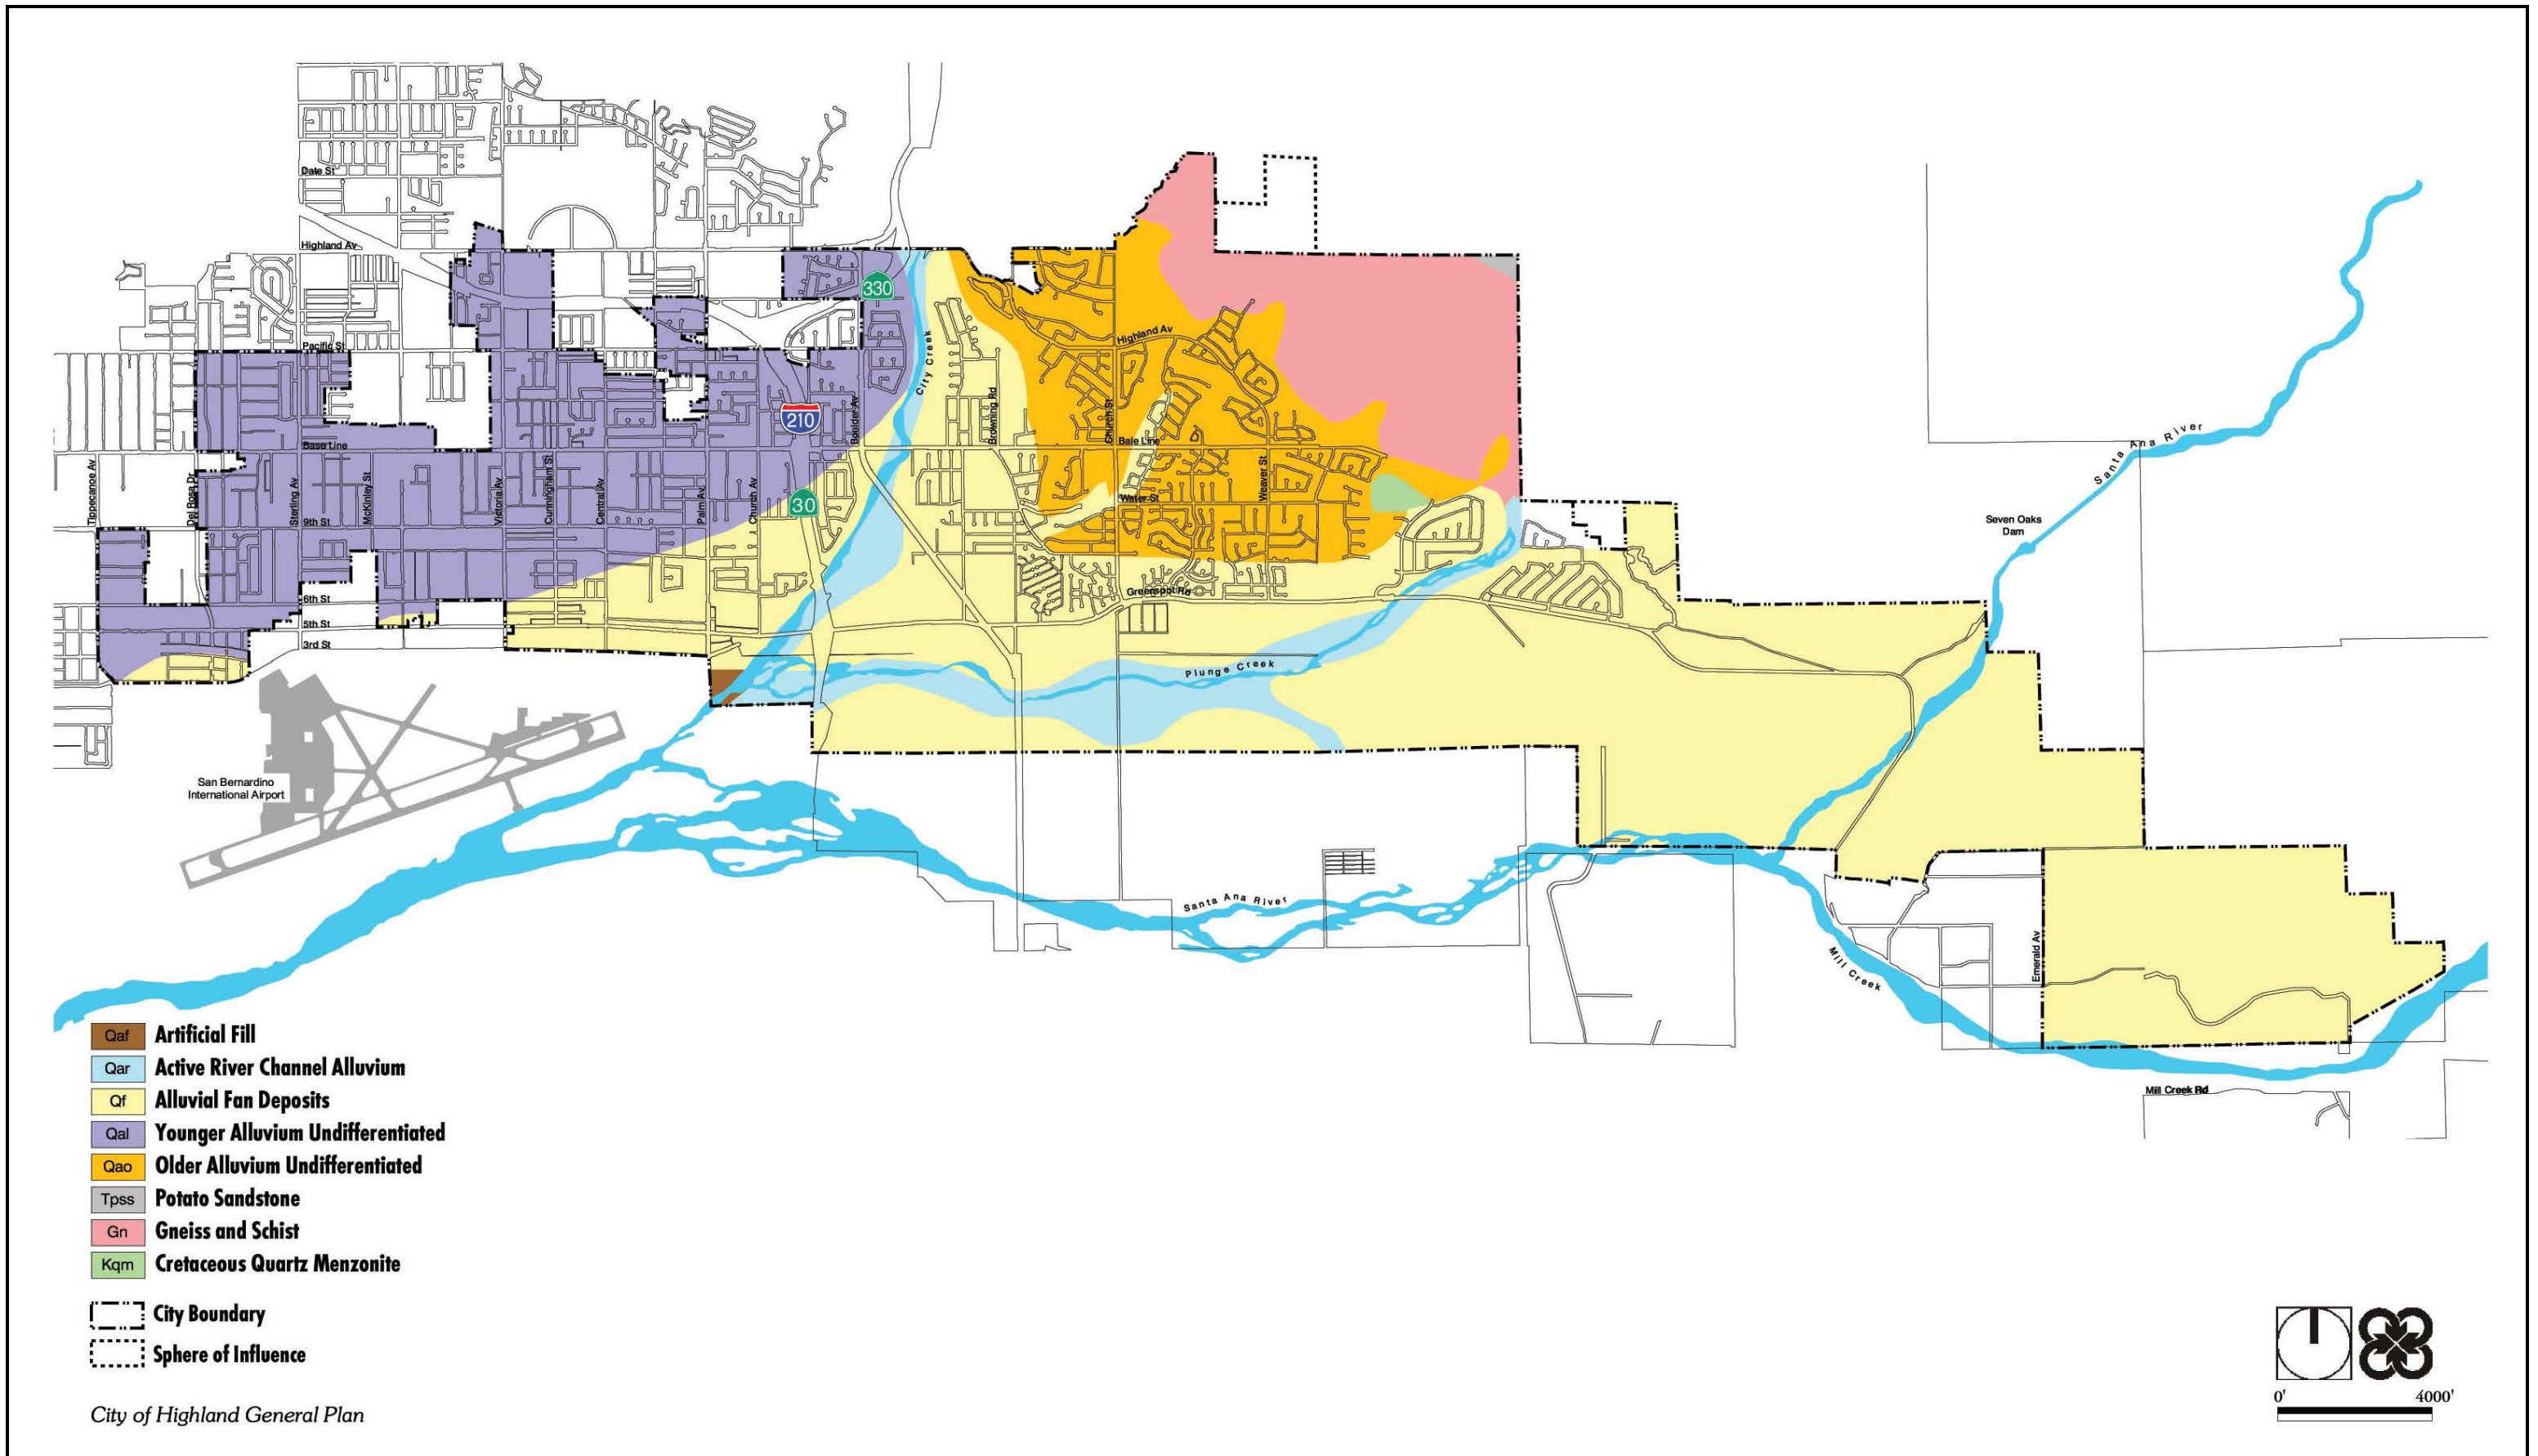 Date St
Highland Av
330
Pacific St
City Creek
Highland Av
210
Boulder Av
Browning Rd
Church St
Base Line
Bale Line
Santa Ana River
Tippecanoe Av
Del Rosa Dr
Sterling Av
McKinley St
Victoria Av
Cunningham St
Central Av
Palm Av
Church Av
30
Water St
Weaver St
9th St
Seven Oaks
Dam
6th St
Greenspot Rd
5th St
3rd St
Plunge Creek
San Bernardino
International Airport
Santa Ana River
Mill Creek
Emerald Av
Mill Creek Rd
Qaf Artificial Fill
Qar Active River Channel Alluvium
Qf Alluvial Fan Deposits
Qal Younger Alluvium Undifferentiated
Qao Older Alluvium Undifferentiated
Tpss Potato Sandstone
Gn Gneiss and Schist
Kqm Cretaceous Quartz Menzonite
City Boundary
Sphere of Influence
City of Highland General Plan
0' 4000'